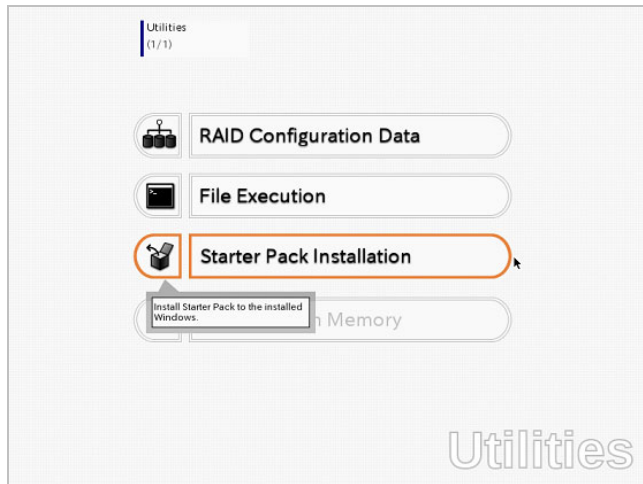 Utilities
(1/1)
RAID Configuration Data
File Execution
Starter Pack Installation
Install Starter Pack to the installed
Windows.
Memory
Utilities